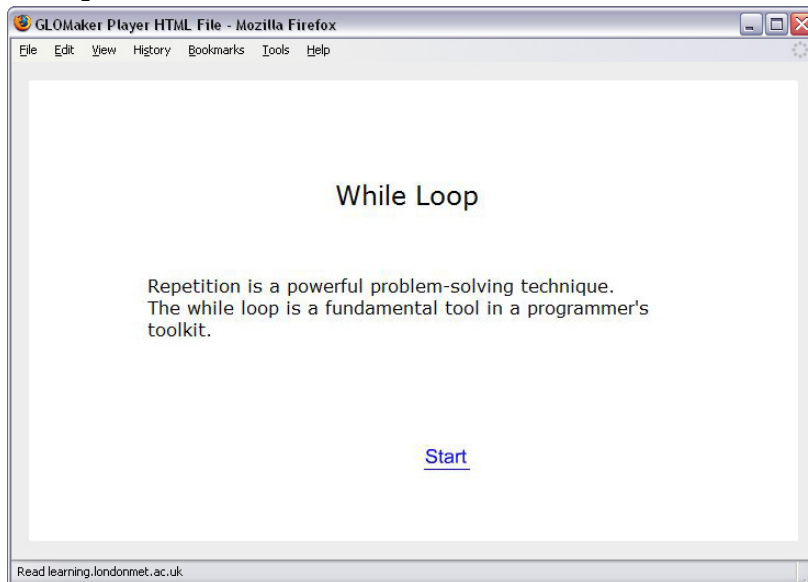 GLOMaker Player HTML File - Mozilla Firefox
File Edit View History Bookmarks Tools Help
While Loop
Repetition is a powerful problem-solving technique.
The while loop is a fundamental tool in a programmer's
toolkit.
Start
Read learning.londonmet.ac.uk